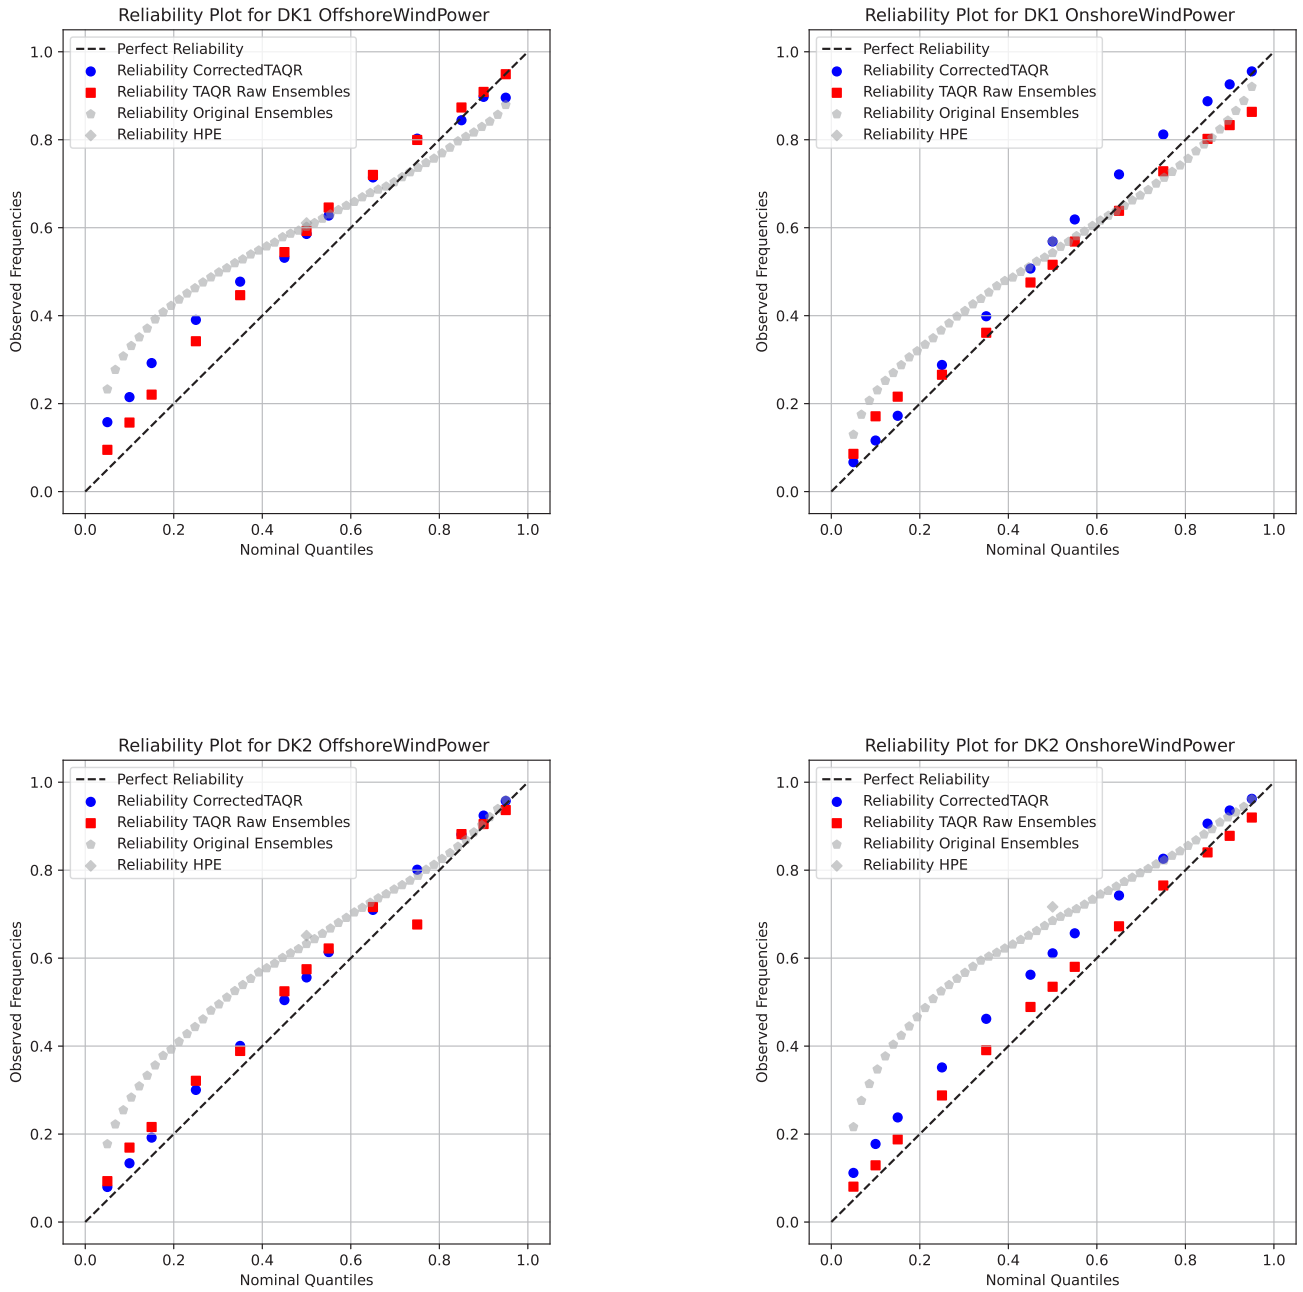 Reliability Plot for DK1 OffshoreWindPower
Perfect Reliability
Reliability CorrectedTAQR
Reliability TAQR Raw Ensembles
Reliability Original Ensembles
Reliability HPE
1.0
0.8
0.6
0.4
0.2
0.0
Observed Frequencies
0.0 0.2 0.4 0.6 0.8 1.0
Nominal Quantiles
Reliability Plot for DK1 OnshoreWindPower
Perfect Reliability
Reliability CorrectedTAQR
Reliability TAQR Raw Ensembles
Reliability Original Ensembles
Reliability HPE
1.0
0.8
0.6
0.4
0.2
0.0
Observed Frequencies
0.0 0.2 0.4 0.6 0.8 1.0
Nominal Quantiles
Reliability Plot for DK2 OffshoreWindPower
Perfect Reliability
Reliability CorrectedTAQR
Reliability TAQR Raw Ensembles
Reliability Original Ensembles
Reliability HPE
1.0
0.8
0.6
0.4
0.2
0.0
Observed Frequencies
0.0 0.2 0.4 0.6 0.8 1.0
Nominal Quantiles
Reliability Plot for DK2 OnshoreWindPower
Perfect Reliability
Reliability CorrectedTAQR
Reliability TAQR Raw Ensembles
Reliability Original Ensembles
Reliability HPE
1.0
0.8
0.6
0.4
0.2
0.0
Observed Frequencies
0.0 0.2 0.4 0.6 0.8 1.0
Nominal Quantiles